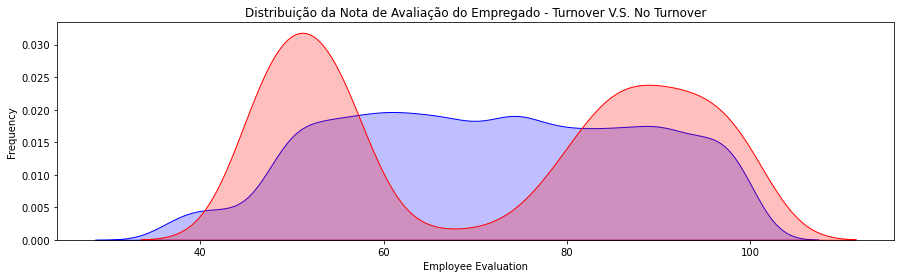 Distribuição da Nota de Avaliação do Empregado - Turnover V.S. No Turnover
0.030
0.025
0.020
0.015
0.010
0.005
0.000
Frequency
40 60 80 100
Employee Evaluation